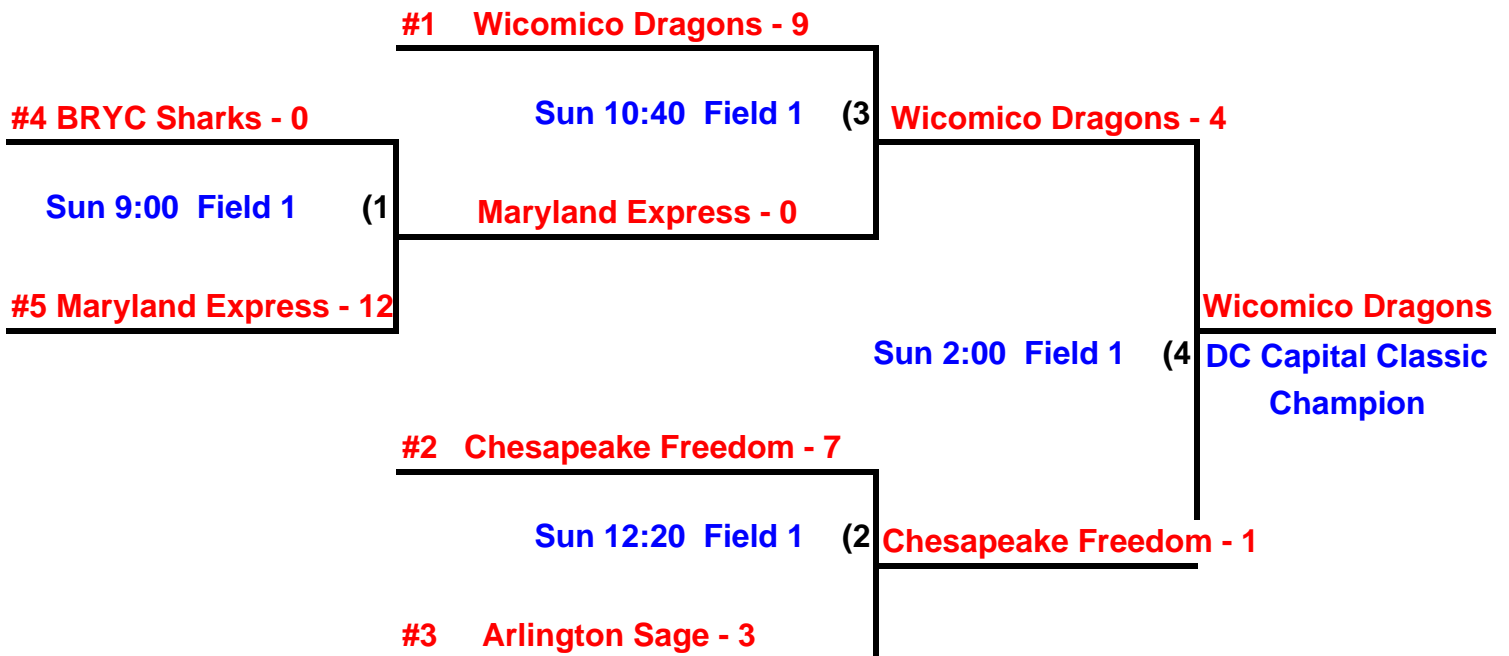 #1 Wicomico Dragons - 9
#4 BRYC Sharks - 0
Sun 10:40 Field 1 (3
Wicomico Dragons - 4
Sun 9:00 Field 1 (1
Maryland Express - 0
#5 Maryland Express - 12
Wicomico Dragons
Sun 2:00 Field 1 (4
DC Capital Classic
Champion
#2 Chesapeake Freedom - 7
Sun 12:20 Field 1 (2
Chesapeake Freedom - 1
#3 Arlington Sage - 3